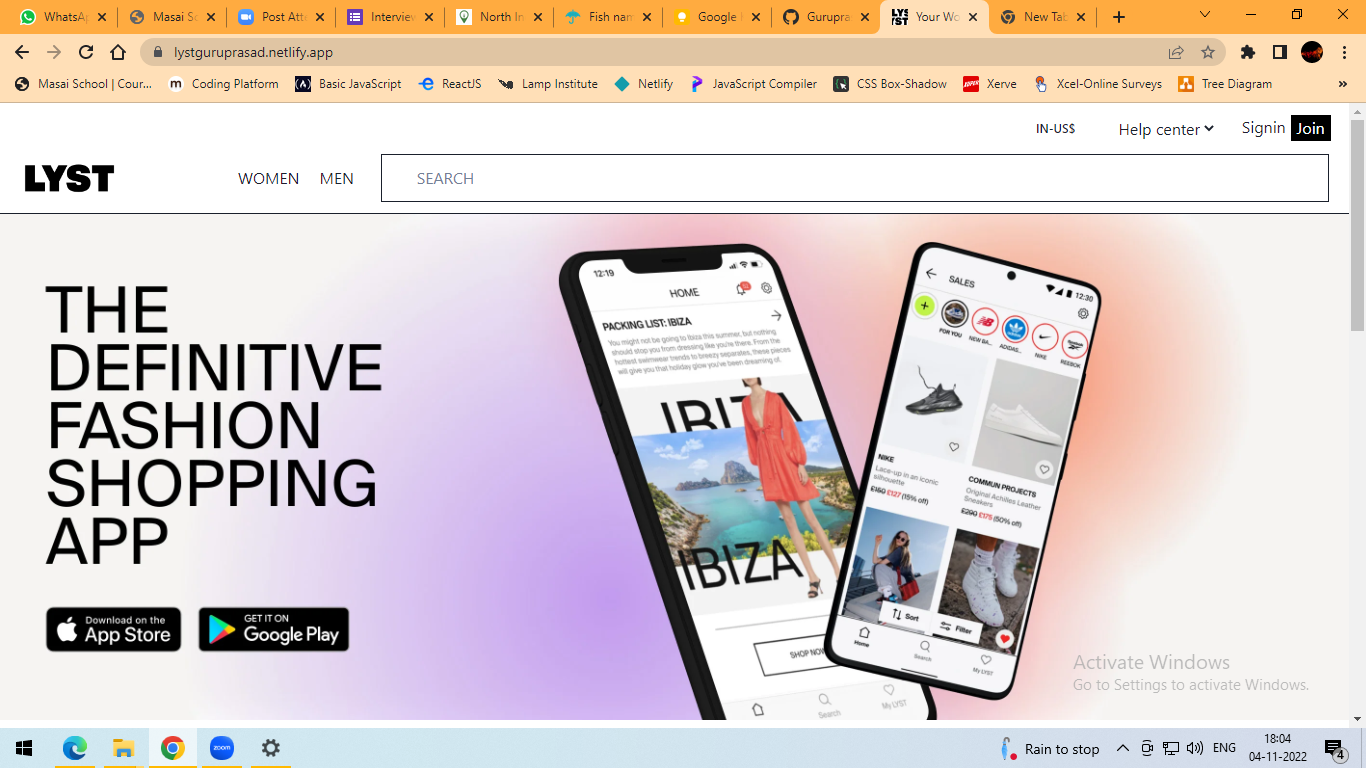 WhatsA
Masai Sc
Post Atte
Interview
North In
Fish nam
Google
Gurupra
LYST
Your Wo
New Tab
lystguruprasad.netlify.app
Masai School | Cour...
m
Coding Platform
(A)
Basic JavaScript
ReactJS
Lamp Institute
Netlify
JavaScript Compiler
CSS Box-Shadow
Xerve
Xcel-Online Surveys
Tree Diagram
»
IN-US$
Help center
Signin
Join
LYST
WOMEN
MEN
SEARCH
THE
DEFINITIVE
FASHION
SHOPPING
APP
Download on the
App Store
GET IT ON
Google Play
12:19
HOME
PACKING LIST: IBIZA
You might not be going to Ibiza this summer, but nothing
should stop you from dressing like you're there. From the
hottest swimwear trends to breezy separates, these pieces
will give you that holiday glow you've been dreaming of.
IBIZA
IBIZA
SHOP NOW
Search
My LYST
12:30
SALES
FOR YOU
NEW BA...
ADIDAS...
NIKE
REEBOK
NIKE
Lace-up in an iconic
silhouette
£150 £127 (15% off)
COMMUN PROJECTS
Original Achilles Leather
Sneakers
£290 £175 (50% off)
Sort
Filter
Home
Search
My LYST
Activate Windows
Go to Settings to activate Windows.
zoom
Rain to stop
ENG
18:04
04-11-2022
4